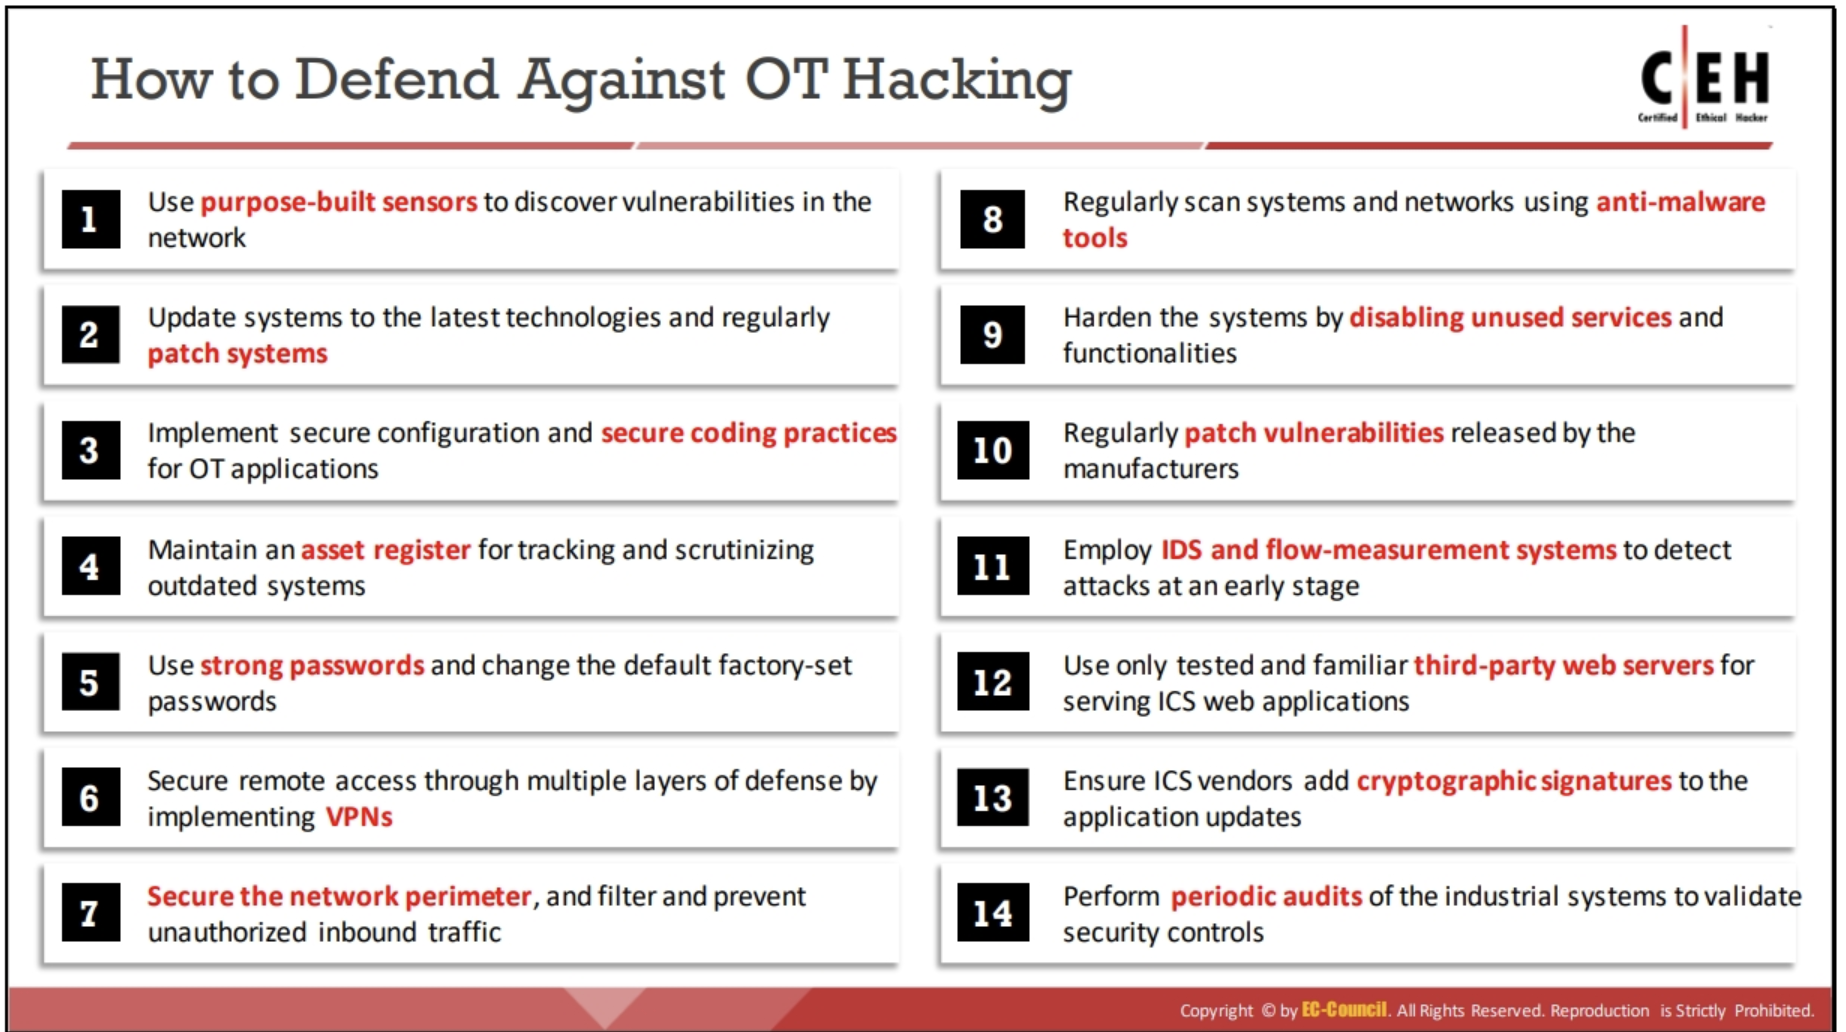 How to Defend Against OT Hacking
C|EH
Certified Ethical Hacker
1
Use purpose-built sensors to discover vulnerabilities in the
network
2
Update systems to the latest technologies and regularly
patch systems
3
Implement secure configuration and secure coding practices
for OT applications
4
Maintain an asset register for tracking and scrutinizing
outdated systems
5
Use strong passwords and change the default factory-set
passwords
6
Secure remote access through multiple layers of defense by
implementing VPNs
7
Secure the network perimeter, and filter and prevent
unauthorized inbound traffic
8
Regularly scan systems and networks using anti-malware
tools
9
Harden the systems by disabling unused services and
functionalities
10
Regularly patch vulnerabilities released by the
manufacturers
11
Employ IDS and flow-measurement systems to detect
attacks at an early stage
12
Use only tested and familiar third-party web servers for
serving ICS web applications
13
Ensure ICS vendors add cryptographic signatures to the
application updates
14
Perform periodic audits of the industrial systems to validate
security controls
Copyright © by EC-Council. All Rights Reserved. Reproduction is Strictly Prohibited.